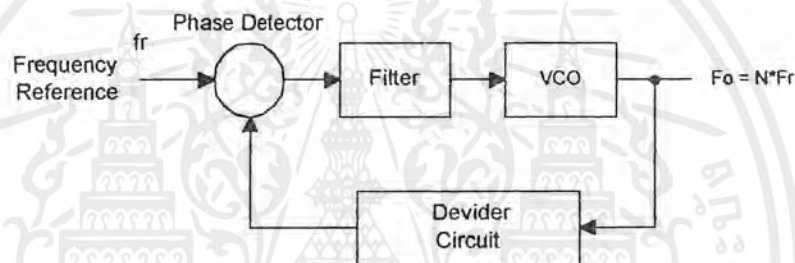 Phase Detector
fr
Frequency
Reference
Filter
VCO
Fo = N*Fr
Devider
Circuit